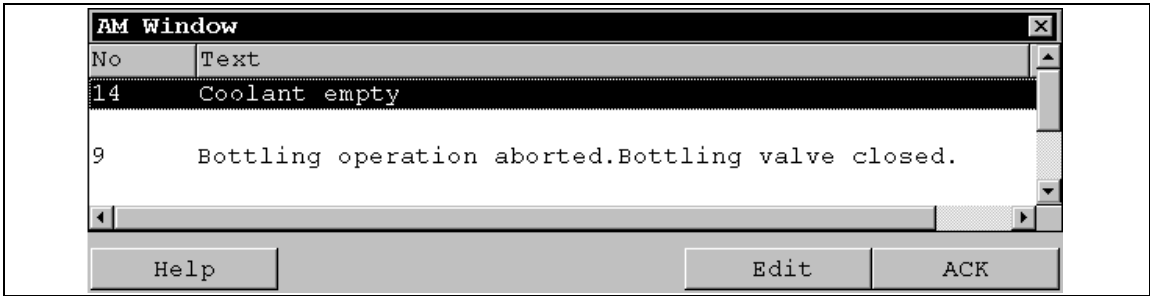 AM Window
No Text
14 Coolant empty
9 Bottling operation aborted.Bottling valve closed.
Help Edit ACK